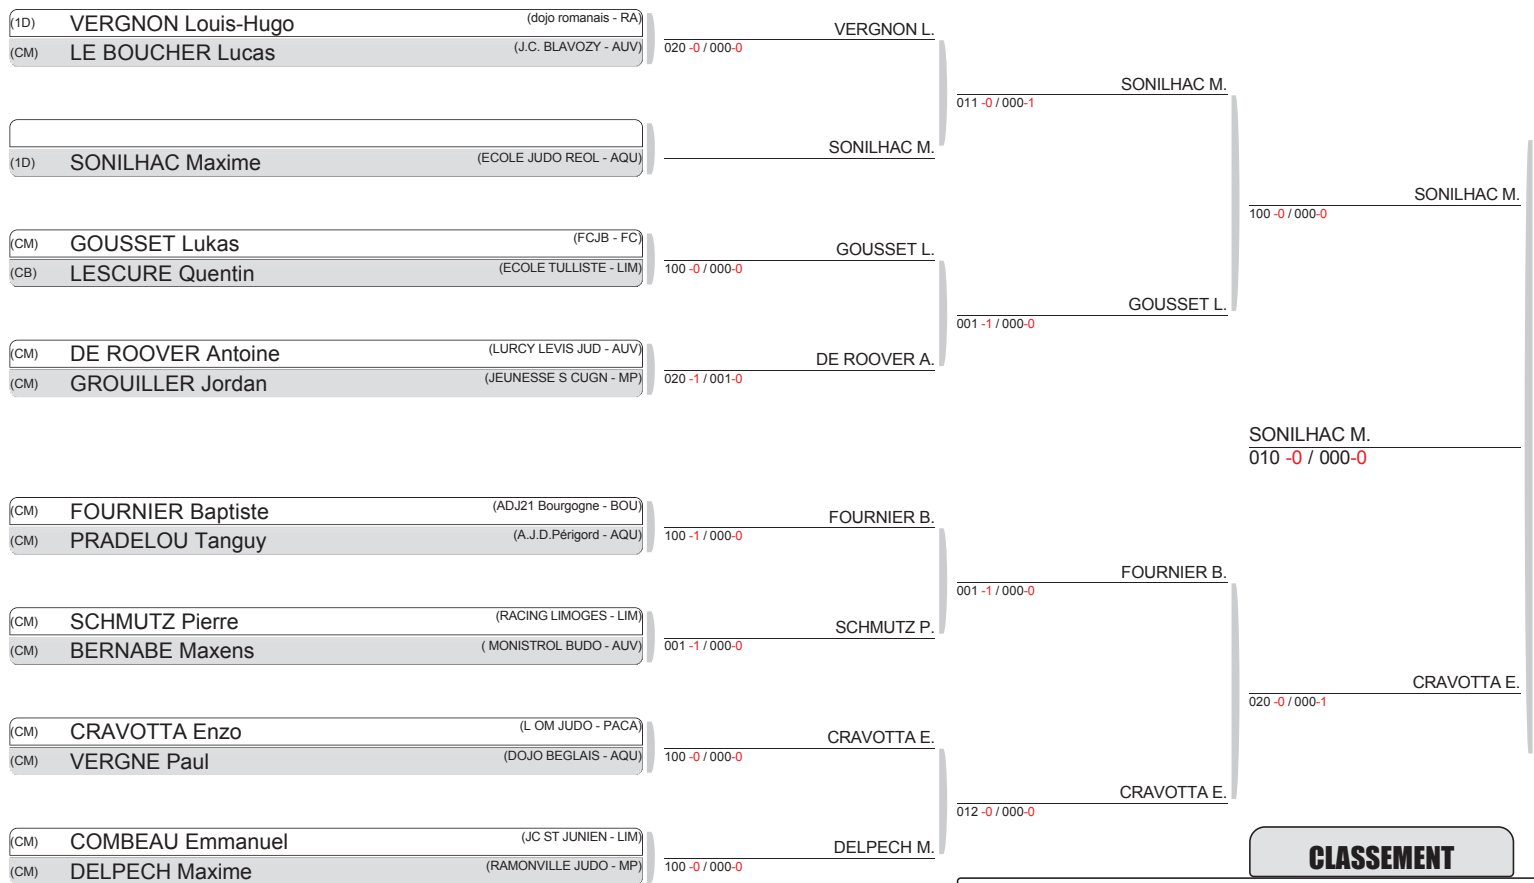 (1D) VERGNON Louis-Hugo (dojo romanais - RA)
(CM) LE BOUCHER Lucas (J.C. BLAVOZY - AUV)
(1D) SONILHAC Maxime (ECOLE JUDO REOL - AQU)
(CM) GOUSSET Lukas (FCJB - FC)
(CB) LESCURE Quentin (ECOLE TULLISTE - LIM)
(CM) DE ROOVER Antoine (LURCY LEVIS JUD - AUV)
(CM) GROUILLER Jordan (JEUNESSE S CUGN - MP)
(CM) FOURNIER Baptiste (ADJ21 Bourgogne - BOU)
(CM) PRADELOU Tanguy (A.J.D.Périgord - AQU)
(CM) SCHMUTZ Pierre (RACING LIMOGES - LIM)
(CM) BERNABE Maxens ( MONISTROL BUDO - AUV)
(CM) CRAVOTTA Enzo (L OM JUDO - PACA)
(CM) VERGNE Paul (DOJO BEGLAIS - AQU)
(CM) COMBEAU Emmanuel (JC ST JUNIEN - LIM)
(CM) DELPECH Maxime (RAMONVILLE JUDO - MP)
VERGNON L.
020 -0 / 000-0
SONILHAC M.
GOUSSET L.
100 -0 / 000-0
DE ROOVER A.
020 -1 / 001-0
FOURNIER B.
100 -1 / 000-0
SCHMUTZ P.
001 -1 / 000-0
CRAVOTTA E.
100 -0 / 000-0
DELPECH M.
100 -0 / 000-0
SONILHAC M.
011 -0 / 000-1
GOUSSET L.
001 -1 / 000-0
FOURNIER B.
001 -1 / 000-0
CRAVOTTA E.
012 -0 / 000-0
SONILHAC M.
100 -0 / 000-0
SONILHAC M.
010 -0 / 000-0
CRAVOTTA E.
020 -0 / 000-1
CLASSEMENT